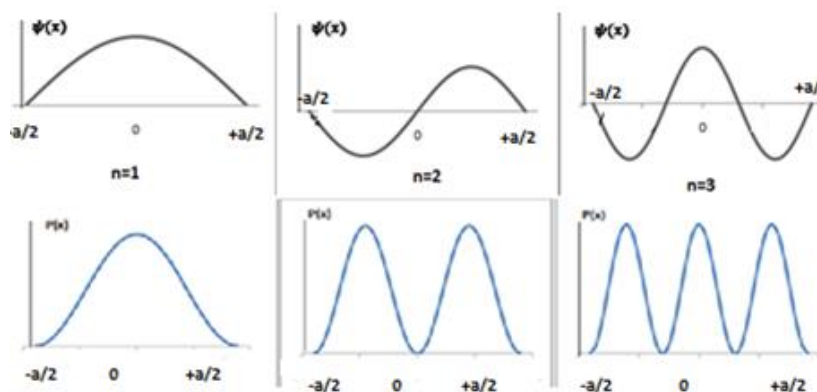 ψ(x)
-a/2 0 +a/2
n=1
ψ(x)
-a/2
0 +a/2
n=2
ψ(x)
-a/2 +a/2
0
n=3
P(x)
-a/2 0 +a/2
P(x)
-a/2 0 +a/2
P(x)
-a/2 0 +a/2